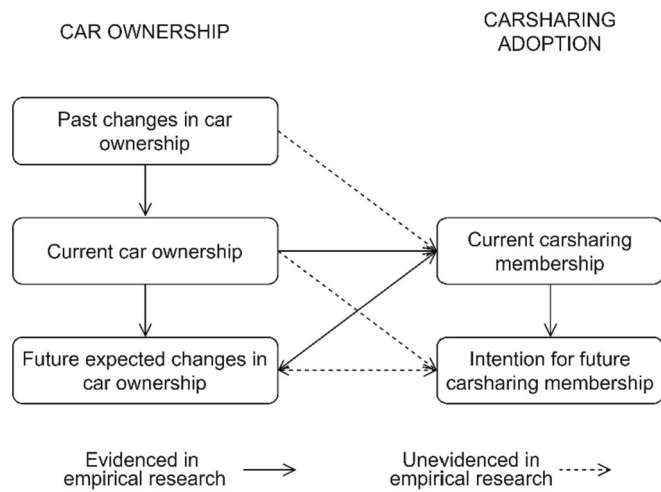 CAR OWNERSHIP
CARSHARING
ADOPTION
Past changes in car
ownership
Current car ownership
Current carsharing
membership
Future expected changes in
car ownership
Intention for future
carsharing membership
Evidenced in
empirical research
Unevidenced in
empirical research